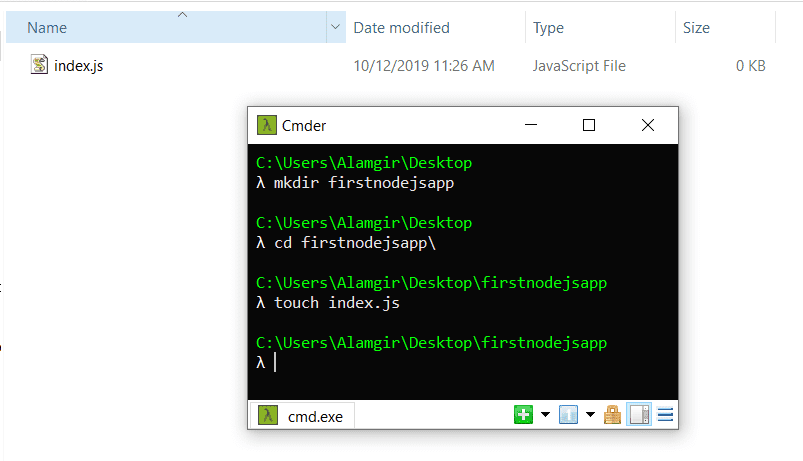 Name Date modified Type Size
index.js 10/12/2019 11:26 AM JavaScript File 0 KB
λ Cmder
C:\Users\Alamgir\Desktop
λ mkdir firstnodejsapp
C:\Users\Alamgir\Desktop
λ cd firstnodejsapp\
C:\Users\Alamgir\Desktop\firstnodejsapp
λ touch index.js
C:\Users\Alamgir\Desktop\firstnodejsapp
λ
λ cmd.exe 1